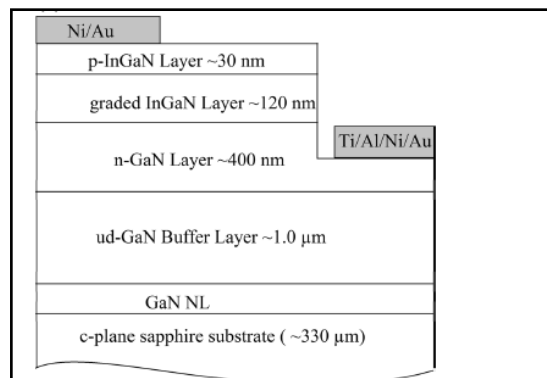 Ni/Au
p-InGaN Layer ~30 nm
graded InGaN Layer ~120 nm
Ti/Al/Ni/Au
n-GaN Layer ~400 nm
ud-GaN Buffer Layer ~1.0 µm
GaN NL
c-plane sapphire substrate ( ~330 µm)